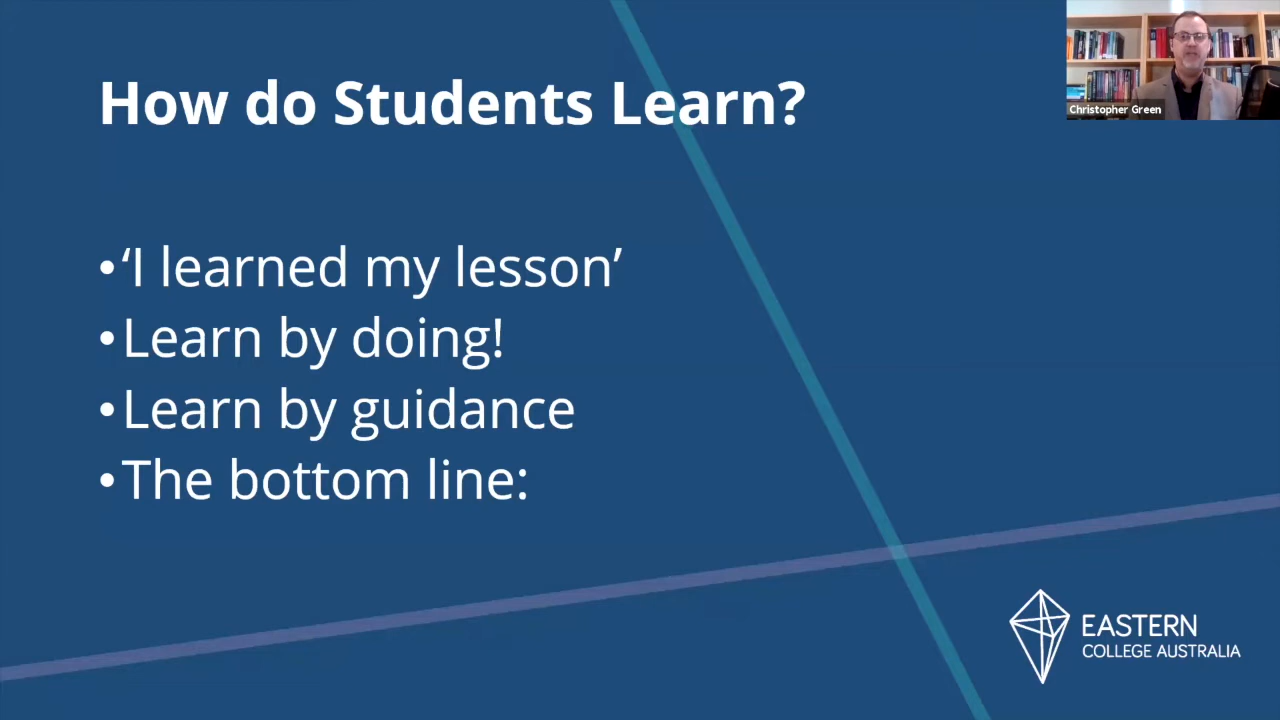 How do Students Learn?
•‘I learned my lesson’
•Learn by doing!
•Learn by guidance
•The bottom line:
Christopher Green
EASTERN
COLLEGE AUSTRALIA